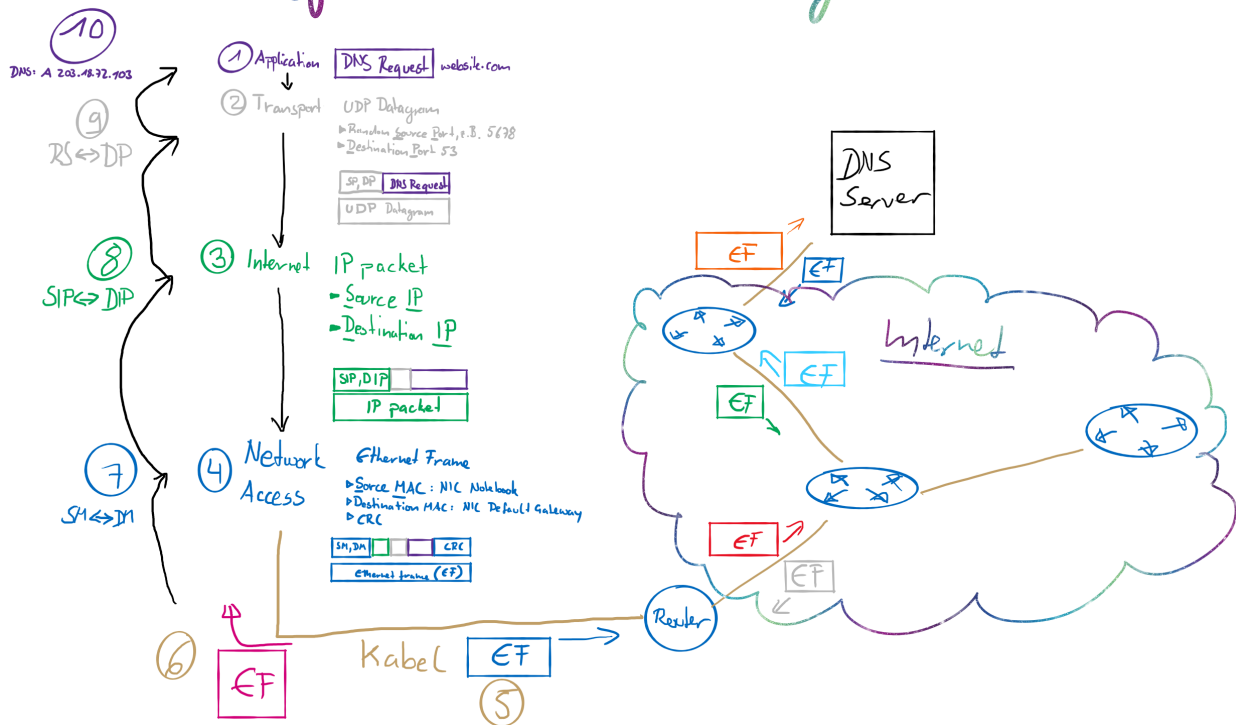 10
DNS: A 203.18.72.103
1 Application DNS Request website.com
2 Transport UDP Datagram
Random Source Port, e.B. 5678
Destination Port 53
SP, DP DNS Request
UDP Datagram
9
RS <=> DP
3 Internet IP packet
Source IP
Destination IP
SIP, DIP
IP packet
8
SIP <=> DIP
4 Network Access
Ethernet Frame
Source MAC: NIC Notebook
Destination MAC: NIC Default Gateway
CRC
SM, DM CRC
Ethernet frame (EF)
7
SM <=> DM
6
EF
Kabel
EF
5
Router
DNS
Server
EF
EF
Internet
EF
EF
EF
EF